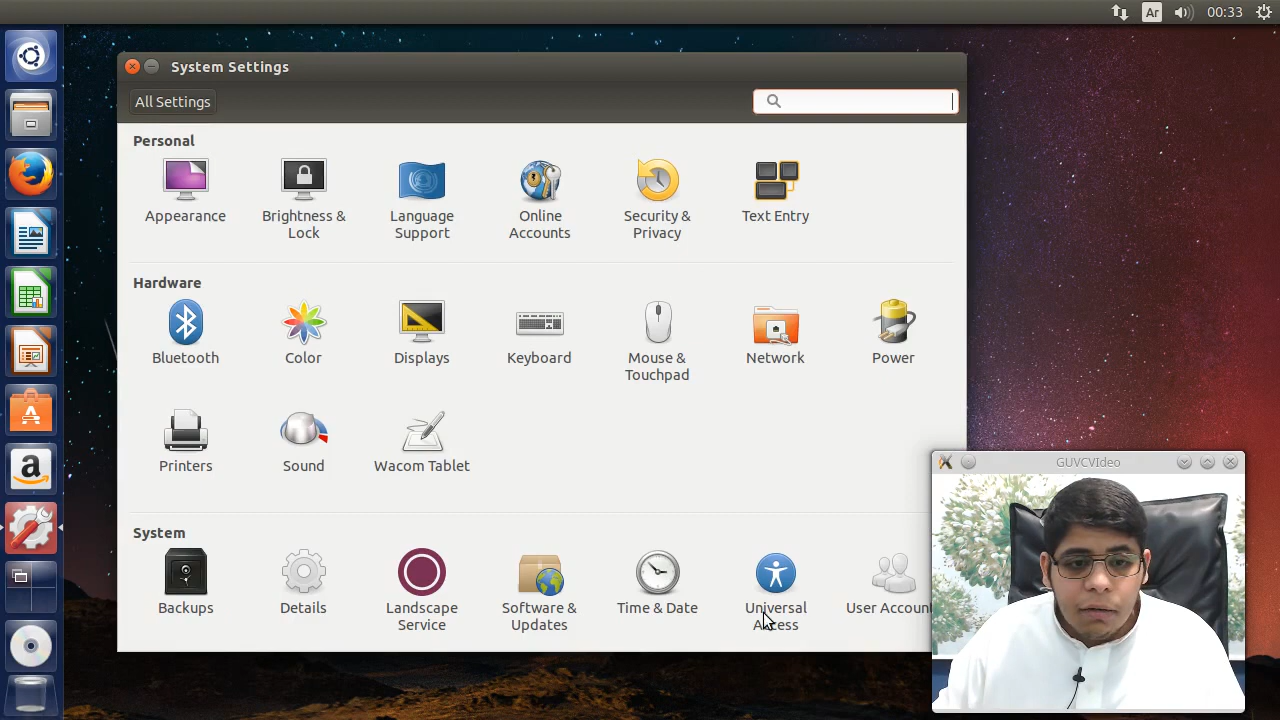 Ar 00:33
System Settings
All Settings
Personal
Appearance
Brightness &
Lock
Language
Support
Online
Accounts
Security &
Privacy
Text Entry
Hardware
Bluetooth
Color
Displays
Keyboard
Mouse &
Touchpad
Network
Power
Printers
Sound
Wacom Tablet
GUVCVIdeo
System
Backups
Details
Landscape
Service
Software &
Updates
Time & Date
Universal
Access
User Accoun